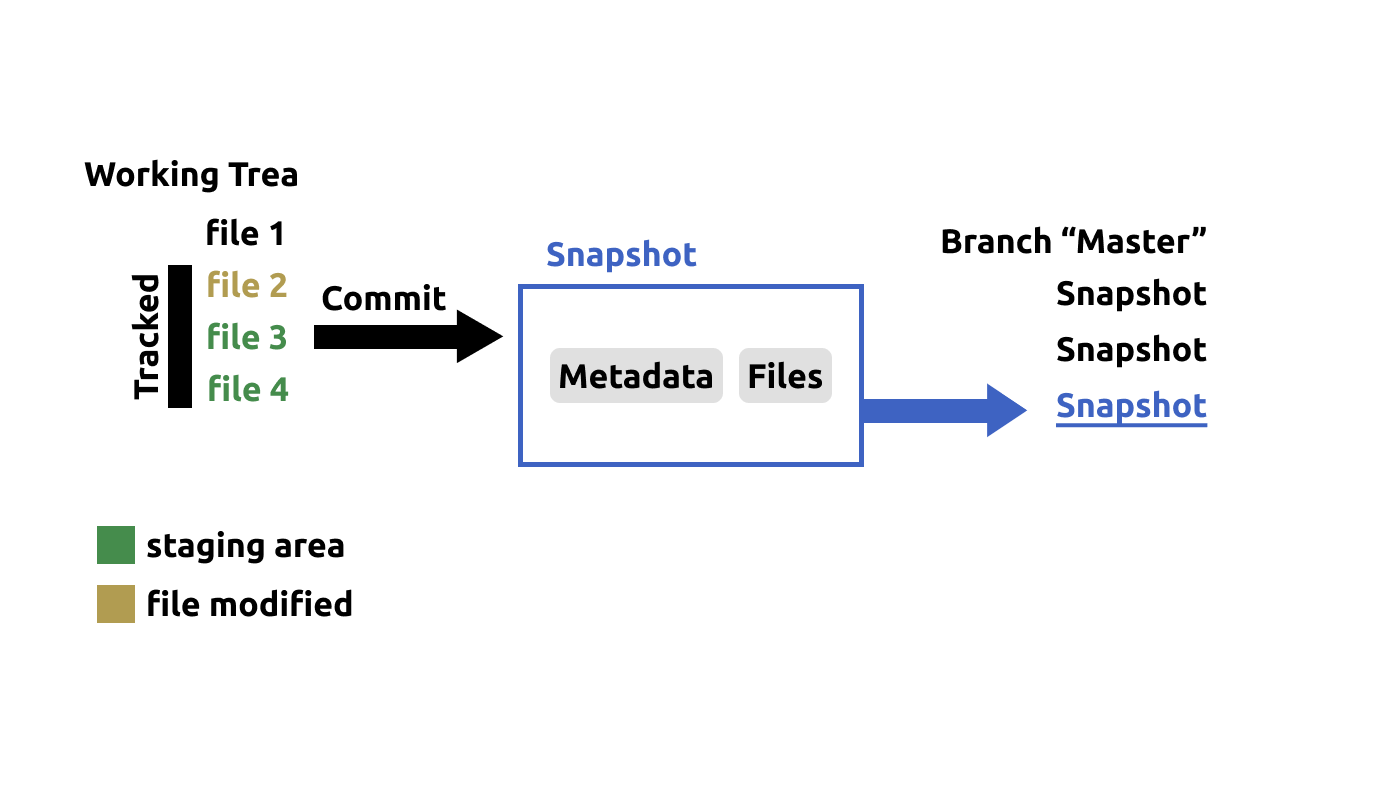 Working Trea
file 1
file 2
file 3
file 4
Tracked
Commit
Snapshot
Metadata
Files
Branch “Master”
Snapshot
Snapshot
Snapshot
staging area
file modified